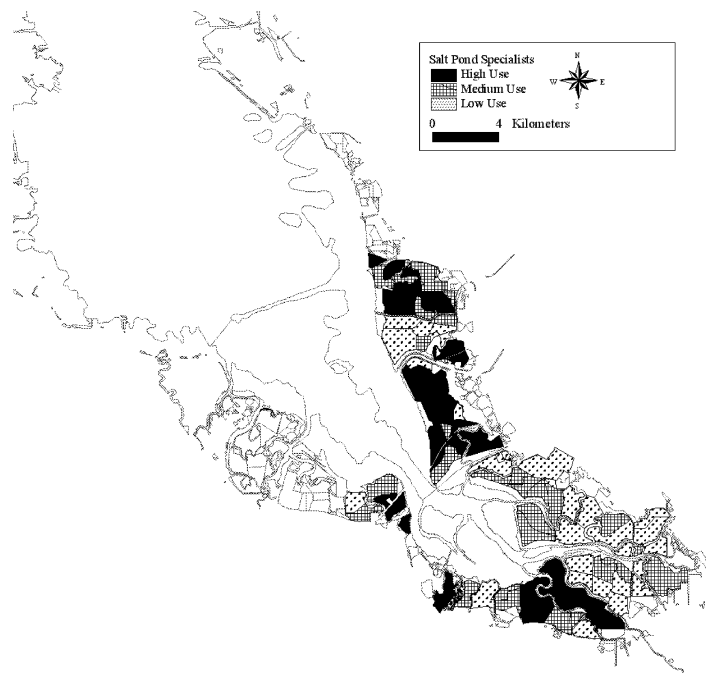 Salt Pond Specialists
High Use
Medium Use
Low Use
N
W E
S
0 4 Kilometers